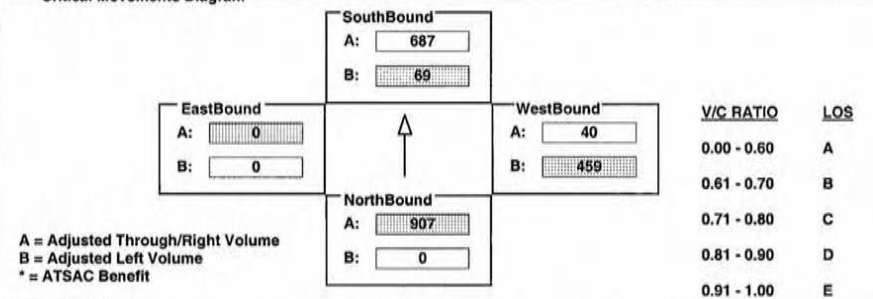 Critical Movements Diagram
SouthBound
A: 687
B: 69
EastBound
A: 0
B: 0
WestBound
A: 40
B: 459
NorthBound
A: 907
B: 0
A = Adjusted Through/Right Volume
B = Adjusted Left Volume
* = ATSAC Benefit
V/C RATIO LOS
0.00 - 0.60 A
0.61 - 0.70 B
0.71 - 0.80 C
0.81 - 0.90 D
0.91 - 1.00 E